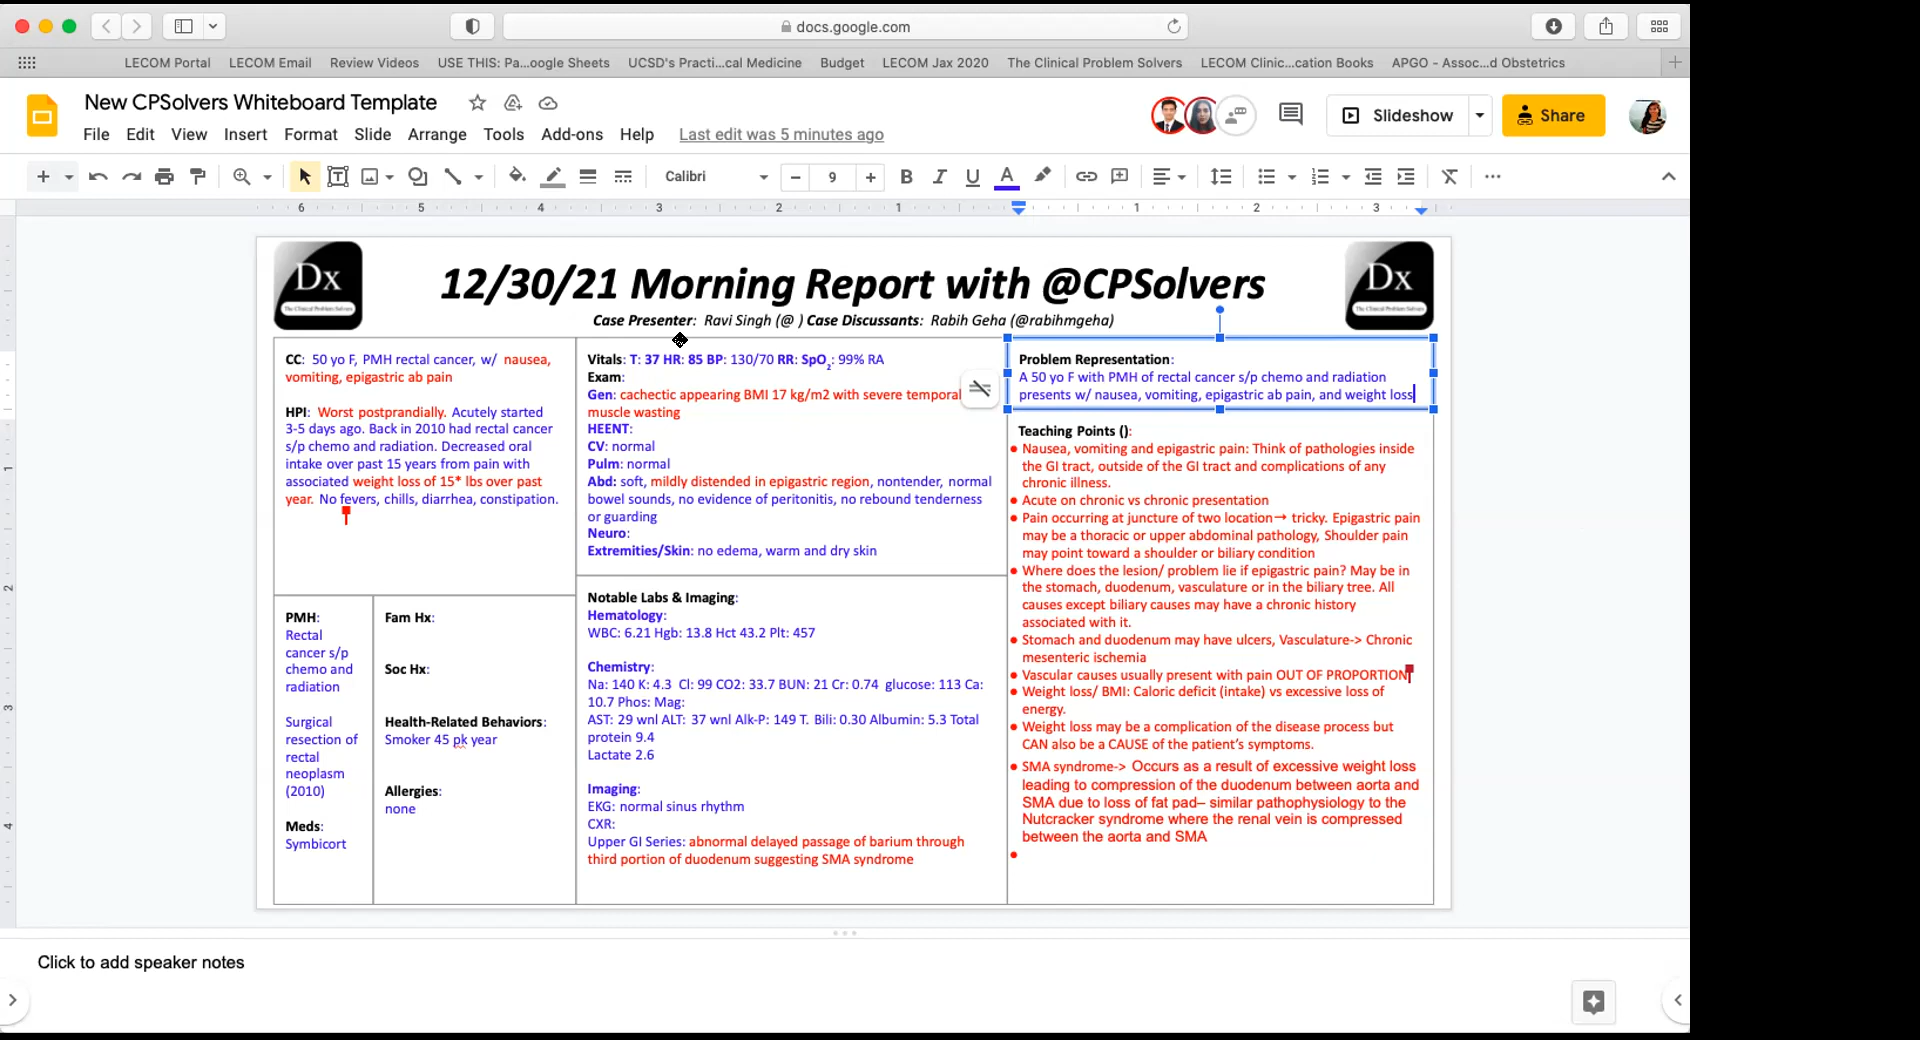 docs.google.com
LECOM Portal LECOM Email Review Videos USE THIS: Pa...oogle Sheets UCSD's Practi...cal Medicine Budget LECOM Jax 2020 The Clinical Problem Solvers LECOM Clinic...cation Books APGO - Assoc...d Obstetrics
New CPSolvers Whiteboard Template
File Edit View Insert Format Slide Arrange Tools Add-ons Help Last edit was 5 minutes ago
Slideshow
Share
Calibri
9
6 5 4 3 2 1 1 2 3
Dx
The Clinical Problem Solvers
12/30/21 Morning Report with @CPSolvers
Case Presenter: Ravi Singh (@ ) Case Discussants: Rabih Geha (@rabihmgeha)
Dx
The Clinical Problem Solvers
CC: 50 yo F, PMH rectal cancer, w/ nausea,
vomiting, epigastric ab pain
HPI: Worst postprandially. Acutely started
3-5 days ago. Back in 2010 had rectal cancer
s/p chemo and radiation. Decreased oral
intake over past 15 years from pain with
associated weight loss of 15* lbs over past
year. No fevers, chills, diarrhea, constipation.
PMH:
Rectal
cancer s/p
chemo and
radiation
Surgical
resection of
rectal
neoplasm
(2010)
Meds:
Symbicort
Fam Hx:
Soc Hx:
Health-Related Behaviors:
Smoker 45 pk year
Allergies:
none
Vitals: T: 37 HR: 85 BP: 130/70 RR: SpO2: 99% RA
Exam:
Gen: cachectic appearing BMI 17 kg/m2 with severe temporal
muscle wasting
HEENT:
CV: normal
Pulm: normal
Abd: soft, mildly distended in epigastric region, nontender, normal
bowel sounds, no evidence of peritonitis, no rebound tenderness
or guarding
Neuro:
Extremities/Skin: no edema, warm and dry skin
Notable Labs & Imaging:
Hematology:
WBC: 6.21 Hgb: 13.8 Hct 43.2 Plt: 457
Chemistry:
Na: 140 K: 4.3 Cl: 99 CO2: 33.7 BUN: 21 Cr: 0.74 glucose: 113 Ca:
10.7 Phos: Mag:
AST: 29 wnl ALT: 37 wnl Alk-P: 149 T. Bili: 0.30 Albumin: 5.3 Total
protein 9.4
Lactate 2.6
Imaging:
EKG: normal sinus rhythm
CXR:
Upper GI Series: abnormal delayed passage of barium through
third portion of duodenum suggesting SMA syndrome
Problem Representation:
A 50 yo F with PMH of rectal cancer s/p chemo and radiation
presents w/ nausea, vomiting, epigastric ab pain, and weight loss
Teaching Points ():
● Nausea, vomiting and epigastric pain: Think of pathologies inside
the GI tract, outside of the GI tract and complications of any
chronic illness.
● Acute on chronic vs chronic presentation
● Pain occurring at juncture of two location→ tricky. Epigastric pain
may be a thoracic or upper abdominal pathology, Shoulder pain
may point toward a shoulder or biliary condition
● Where does the lesion/ problem lie if epigastric pain? May be in
the stomach, duodenum, vasculature or in the biliary tree. All
causes except biliary causes may have a chronic history
associated with it.
● Stomach and duodenum may have ulcers, Vasculature-> Chronic
mesenteric ischemia
● Vascular causes usually present with pain OUT OF PROPORTION
● Weight loss/ BMI: Caloric deficit (intake) vs excessive loss of
energy.
● Weight loss may be a complication of the disease process but
CAN also be a CAUSE of the patient's symptoms.
● SMA syndrome-> Occurs as a result of excessive weight loss
leading to compression of the duodenum between aorta and
SMA due to loss of fat pad– similar pathophysiology to the
Nutcracker syndrome where the renal vein is compressed
between the aorta and SMA
●
1
2
3
4
Click to add speaker notes